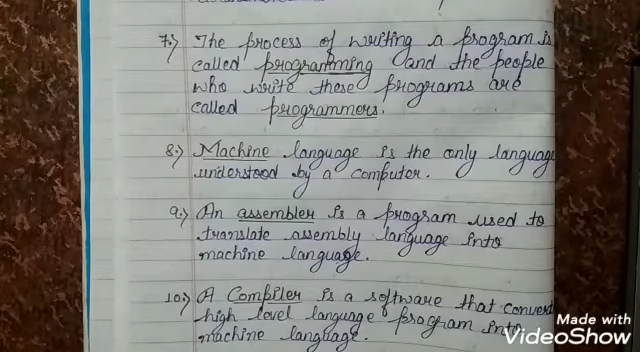 7.) The process of writing a program is
called programming and the people
who write these programs are
called programmers.
8.) Machine language is the only language
understood by a computer.
9.) An assembler is a program used to
translate assembly language into
machine language.
10.) A Compiler is a software that convert
high level language program into
machine language.
Made with
VideoShow